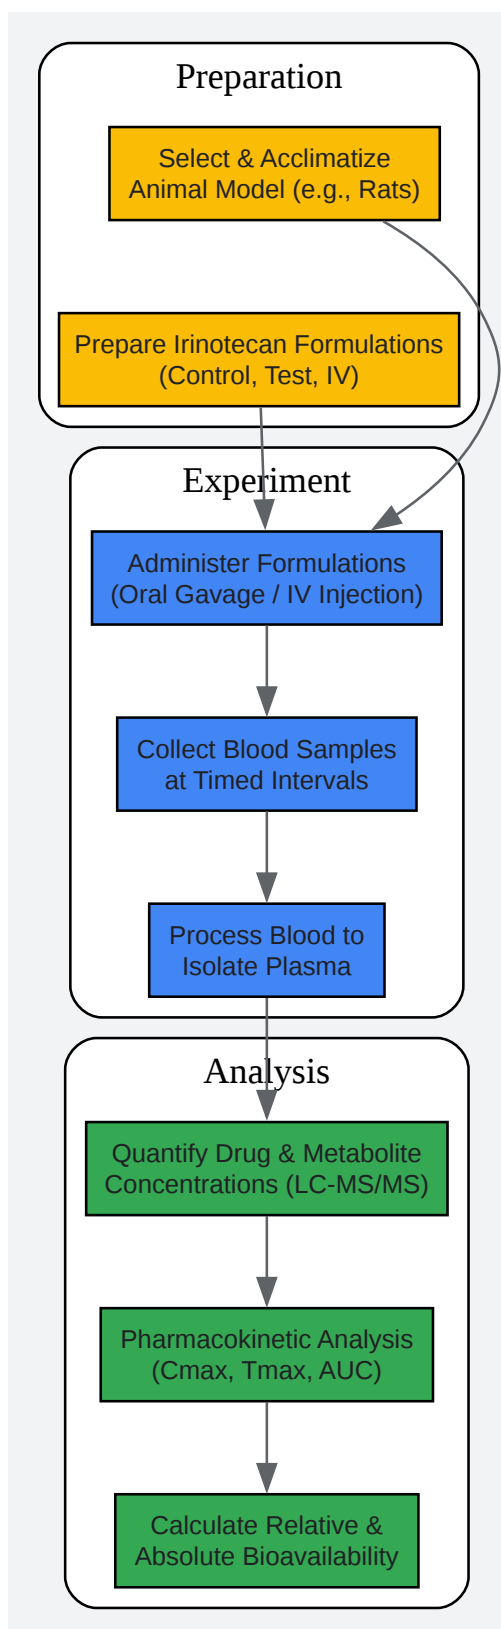 Preparation
Select & Acclimatize
Animal Model (e.g., Rats)
Prepare Irinotecan Formulations
(Control, Test, IV)
Experiment
Administer Formulations
(Oral Gavage / IV Injection)
Collect Blood Samples
at Timed Intervals
Process Blood to
Isolate Plasma
Analysis
Quantify Drug & Metabolite
Concentrations (LC-MS/MS)
Pharmacokinetic Analysis
(Cmax, Tmax, AUC)
Calculate Relative &
Absolute Bioavailability